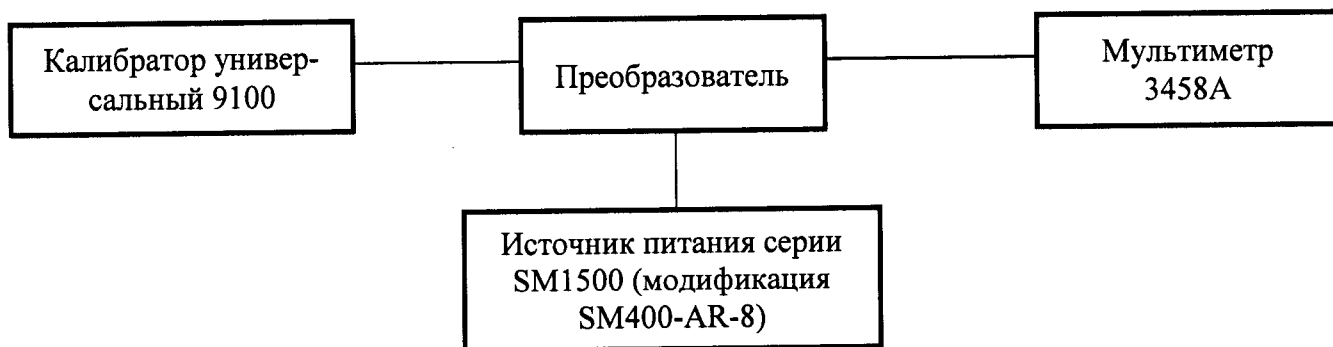 Калибратор универ-
сальный 9100
Преобразователь
Мультиметр
3458А
Источник питания серии
SM1500 (модификация
SM400-AR-8)